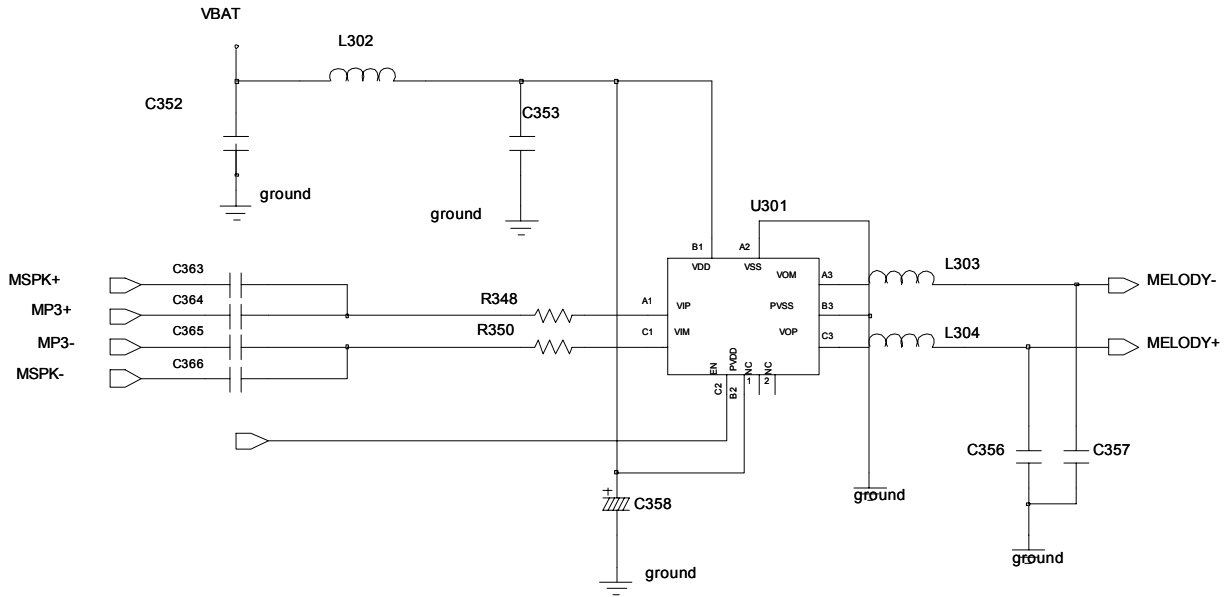 VBAT
L302
C352
C353
ground
ground
U301
B1
A2
VDD
VSS
MSPK+
C363
VOM
A3
L303
MELODY-
MP3+
C364
R348
A1
VIP
PVSS
B3
MP3-
C365
R350
C1
VIM
VOP
C3
L304
MELODY+
MSPK-
C366
EN
PVDD
NC
NC
C2
B2
1
2
C356
C357
+
C358
ground
ground
ground